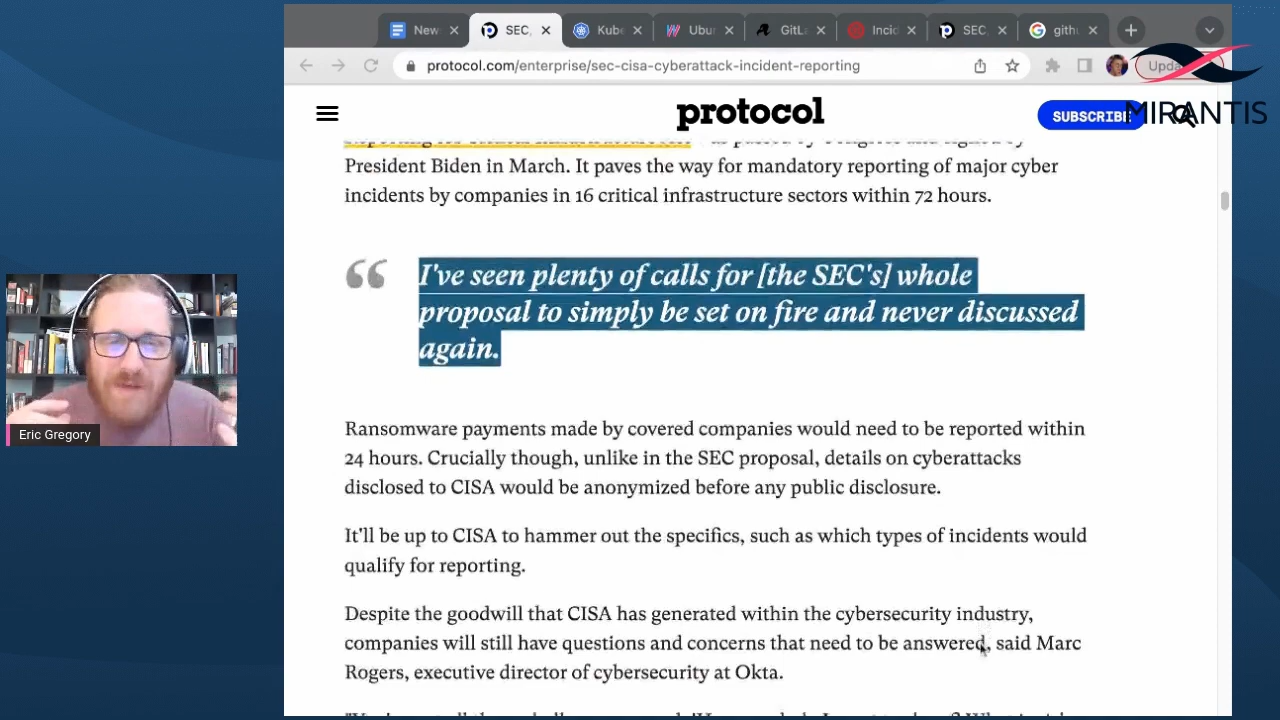 New
SEC,
Kube
Ubu
GitL
Incid
SEC
gith
protocol.com/enterprise/sec-cisa-cyberattack-incident-reporting
Upda
protocol
SUBSCRIBE
MIRANTIS
President Biden in March. It paves the way for mandatory reporting of major cyber
incidents by companies in 16 critical infrastructure sectors within 72 hours.
“ I've seen plenty of calls for [the SEC's] whole
proposal to simply be set on fire and never discussed
again.
Ransomware payments made by covered companies would need to be reported within
24 hours. Crucially though, unlike in the SEC proposal, details on cyberattacks
disclosed to CISA would be anonymized before any public disclosure.
It'll be up to CISA to hammer out the specifics, such as which types of incidents would
qualify for reporting.
Despite the goodwill that CISA has generated within the cybersecurity industry,
companies will still have questions and concerns that need to be answered, said Marc
Rogers, executive director of cybersecurity at Okta.
Eric Gregory